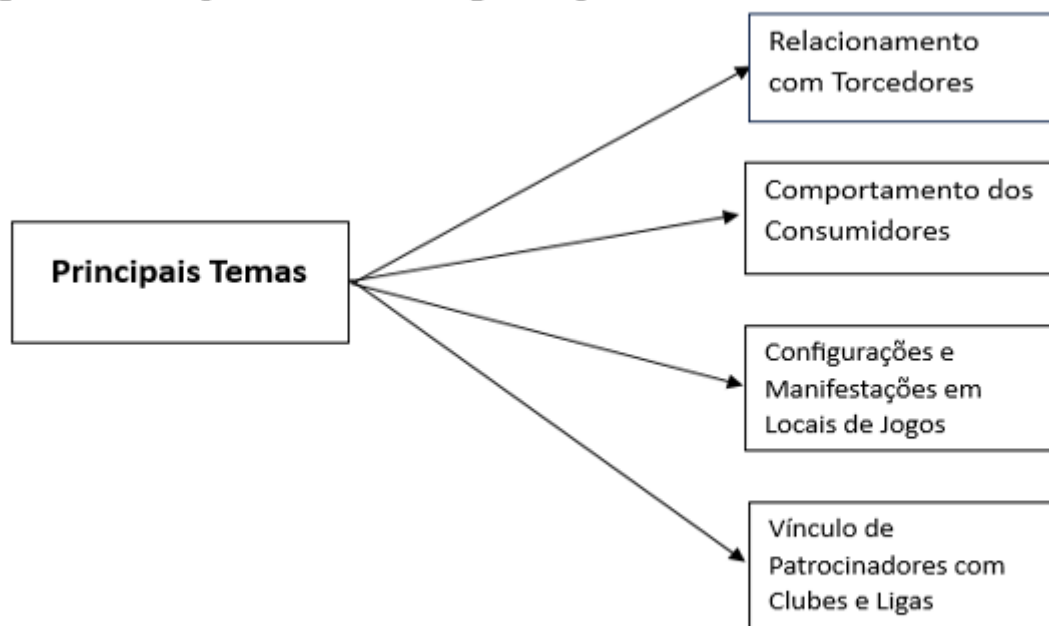 Principais Temas
Relacionamento
com Torcedores
Comportamento dos
Consumidores
Configurações e
Manifestações em
Locais de Jogos
Vínculo de
Patrocinadores com
Clubes e Ligas